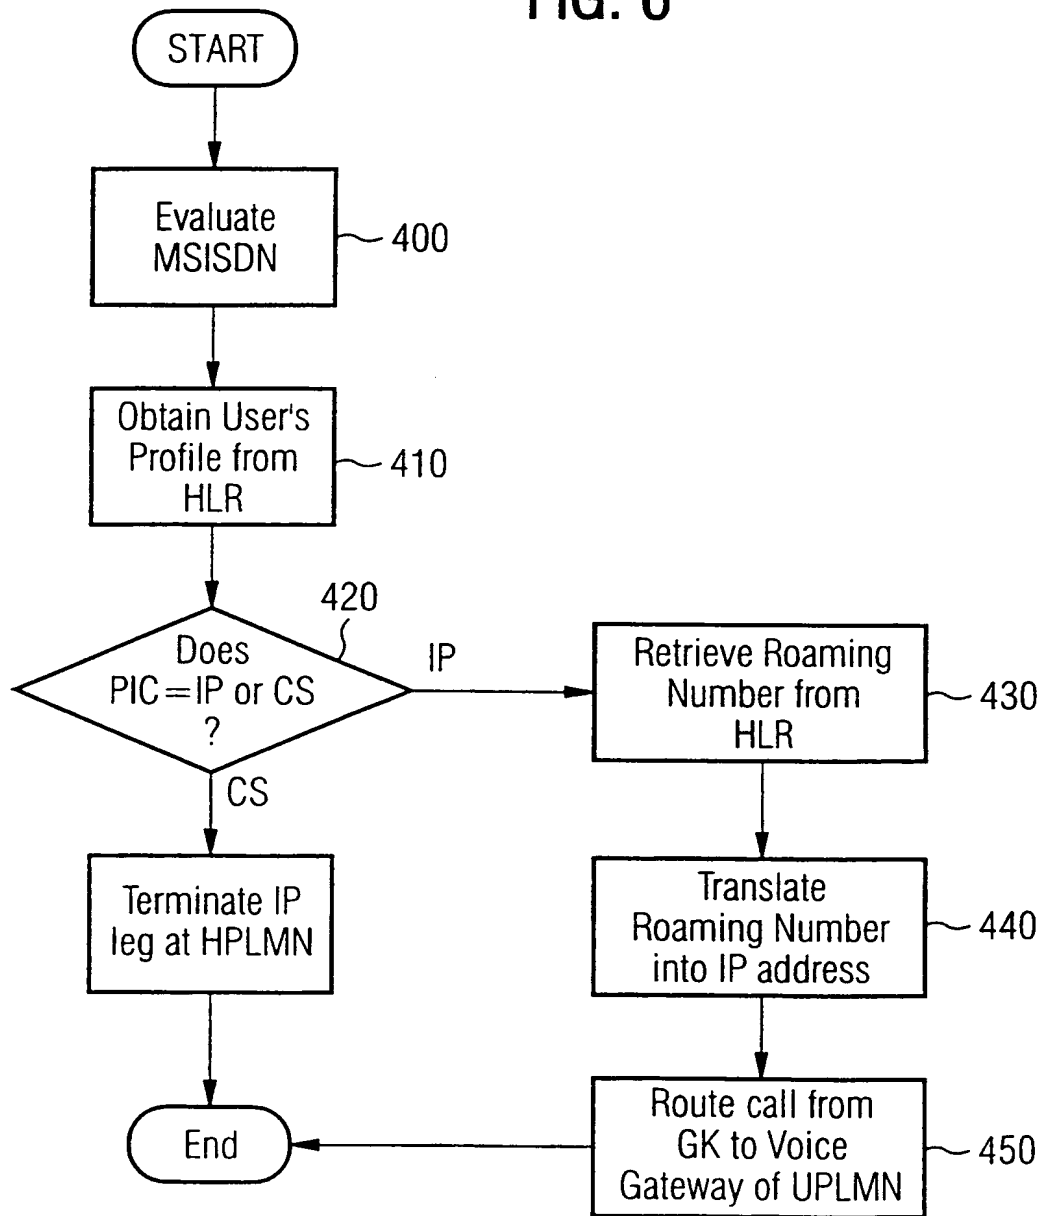 FIG. 6
START
Evaluate
MSISDN
400
Obtain User's
Profile from
HLR
410
420
Does
PIC=IP or CS
?
IP
CS
Retrieve Roaming
Number from
HLR
430
Terminate IP
leg at HPLMN
Translate
Roaming Number
into IP address
440
Route call from
GK to Voice
Gateway of UPLMN
450
End